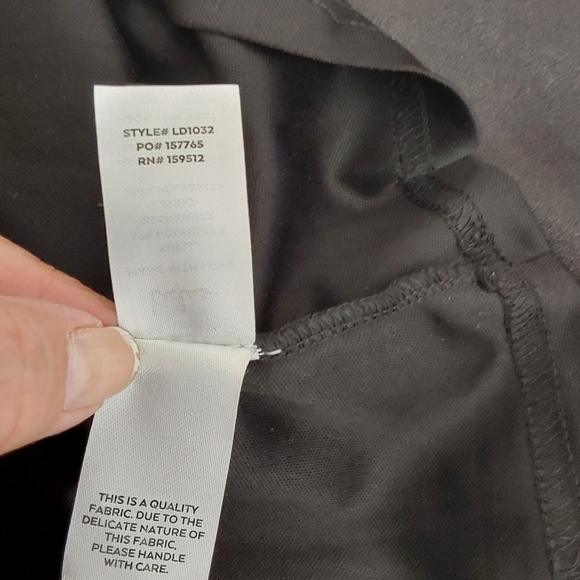 STYLE# LD1032
PO# 157765
RN# 159512
THIS IS A QUALITY
FABRIC. DUE TO THE
DELICATE NATURE OF
THIS FABRIC,
PLEASE HANDLE
WITH CARE.